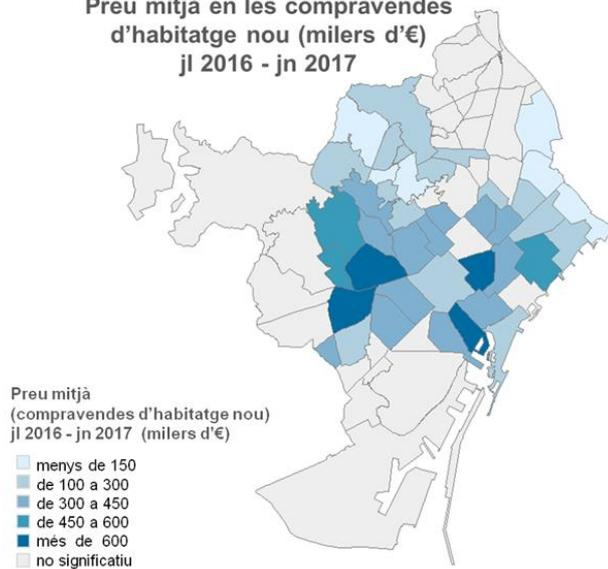 Preu mitjà en les compravendes
d'habitatge nou (milers d'€)
jl 2016 - jn 2017
Preu mitjà
(compravendes d'habitatge nou)
jl 2016 - jn 2017 (milers d'€)
menys de 150
de 100 a 300
de 300 a 450
de 450 a 600
més de 600
no significatiu